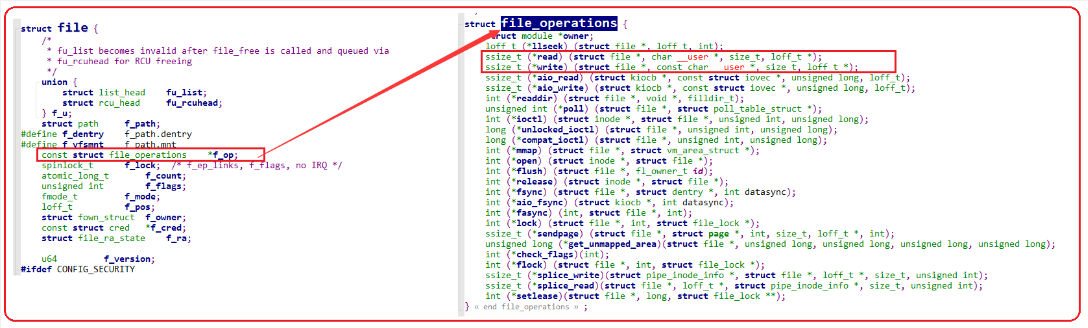 struct file {
/*
* fu_list becomes invalid after file_free is called and queued via
* fu_rcuhead for RCU freeing
*/
union {
struct list_head fu_list;
struct rcu_head fu_rcuhead;
} f_u;
struct path f_path;
#define f_dentry f_path.dentry
#define f_vfsmnt f_path.mnt
const struct file_operations *f_op;
spinlock_t f_lock; /* f_ep_links, f_flags, no IRQ */
atomic_long_t f_count;
unsigned int f_flags;
fmode_t f_mode;
loff_t f_pos;
struct fown_struct f_owner;
const struct cred *f_cred;
struct file_ra_state f_ra;
u64 f_version;
#ifdef CONFIG_SECURITY
struct file_operations {
struct module *owner;
loff_t (*llseek) (struct file *, loff_t, int);
ssize_t (*read) (struct file *, char __user *, size_t, loff_t *);
ssize_t (*write) (struct file *, const char __user *, size_t, loff_t *);
ssize_t (*aio_read) (struct kiocb *, const struct iovec *, unsigned long, loff_t);
ssize_t (*aio_write) (struct kiocb *, const struct iovec *, unsigned long, loff_t);
int (*readdir) (struct file *, void *, filldir_t);
unsigned int (*poll) (struct file *, struct poll_table_struct *);
int (*ioctl) (struct inode *, struct file *, unsigned int, unsigned long);
long (*unlocked_ioctl) (struct file *, unsigned int, unsigned long);
long (*compat_ioctl) (struct file *, unsigned int, unsigned long);
int (*mmap) (struct file *, struct vm_area_struct *);
int (*open) (struct inode *, struct file *);
int (*flush) (struct file *, fl_owner_t id);
int (*release) (struct inode *, struct file *);
int (*fsync) (struct file *, struct dentry *, int datasync);
int (*aio_fsync) (struct kiocb *, int datasync);
int (*fasync) (int, struct file *, int);
int (*lock) (struct file *, int, struct file_lock *);
ssize_t (*sendpage) (struct file *, struct page *, int, size_t, loff_t *, int);
unsigned long (*get_unmapped_area)(struct file *, unsigned long, unsigned long, unsigned long, unsigned long);
int (*check_flags)(int);
int (*flock) (struct file *, int, struct file_lock *);
ssize_t (*splice_write)(struct pipe_inode_info *, struct file *, loff_t *, size_t, unsigned int);
ssize_t (*splice_read)(struct file *, loff_t *, struct pipe_inode_info *, size_t, unsigned int);
int (*setlease)(struct file *, long, struct file_lock **);
} « end file_operations » ;